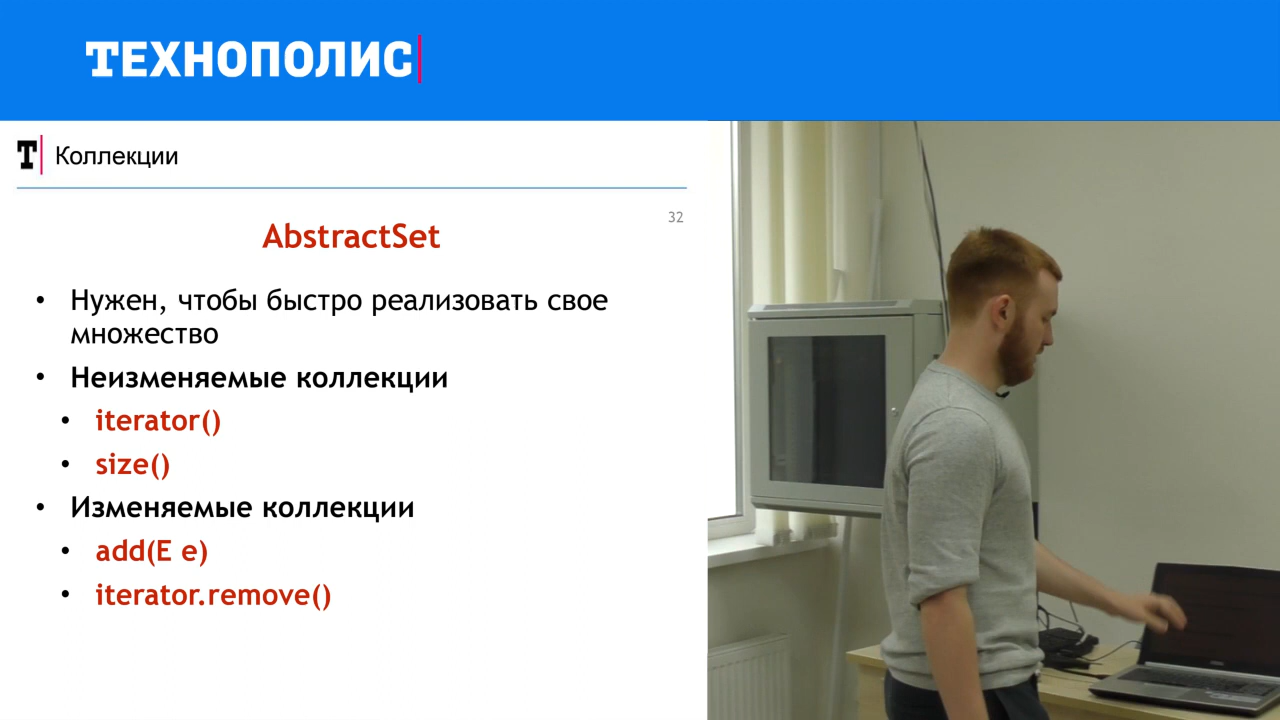 ТЕХНОПОЛИС
Т Коллекции
32
AbstractSet
• Нужен, чтобы быстро реализовать свое
множество
• Неизменяемые коллекции
• iterator()
• size()
• Изменяемые коллекции
• add(E e)
• iterator.remove()